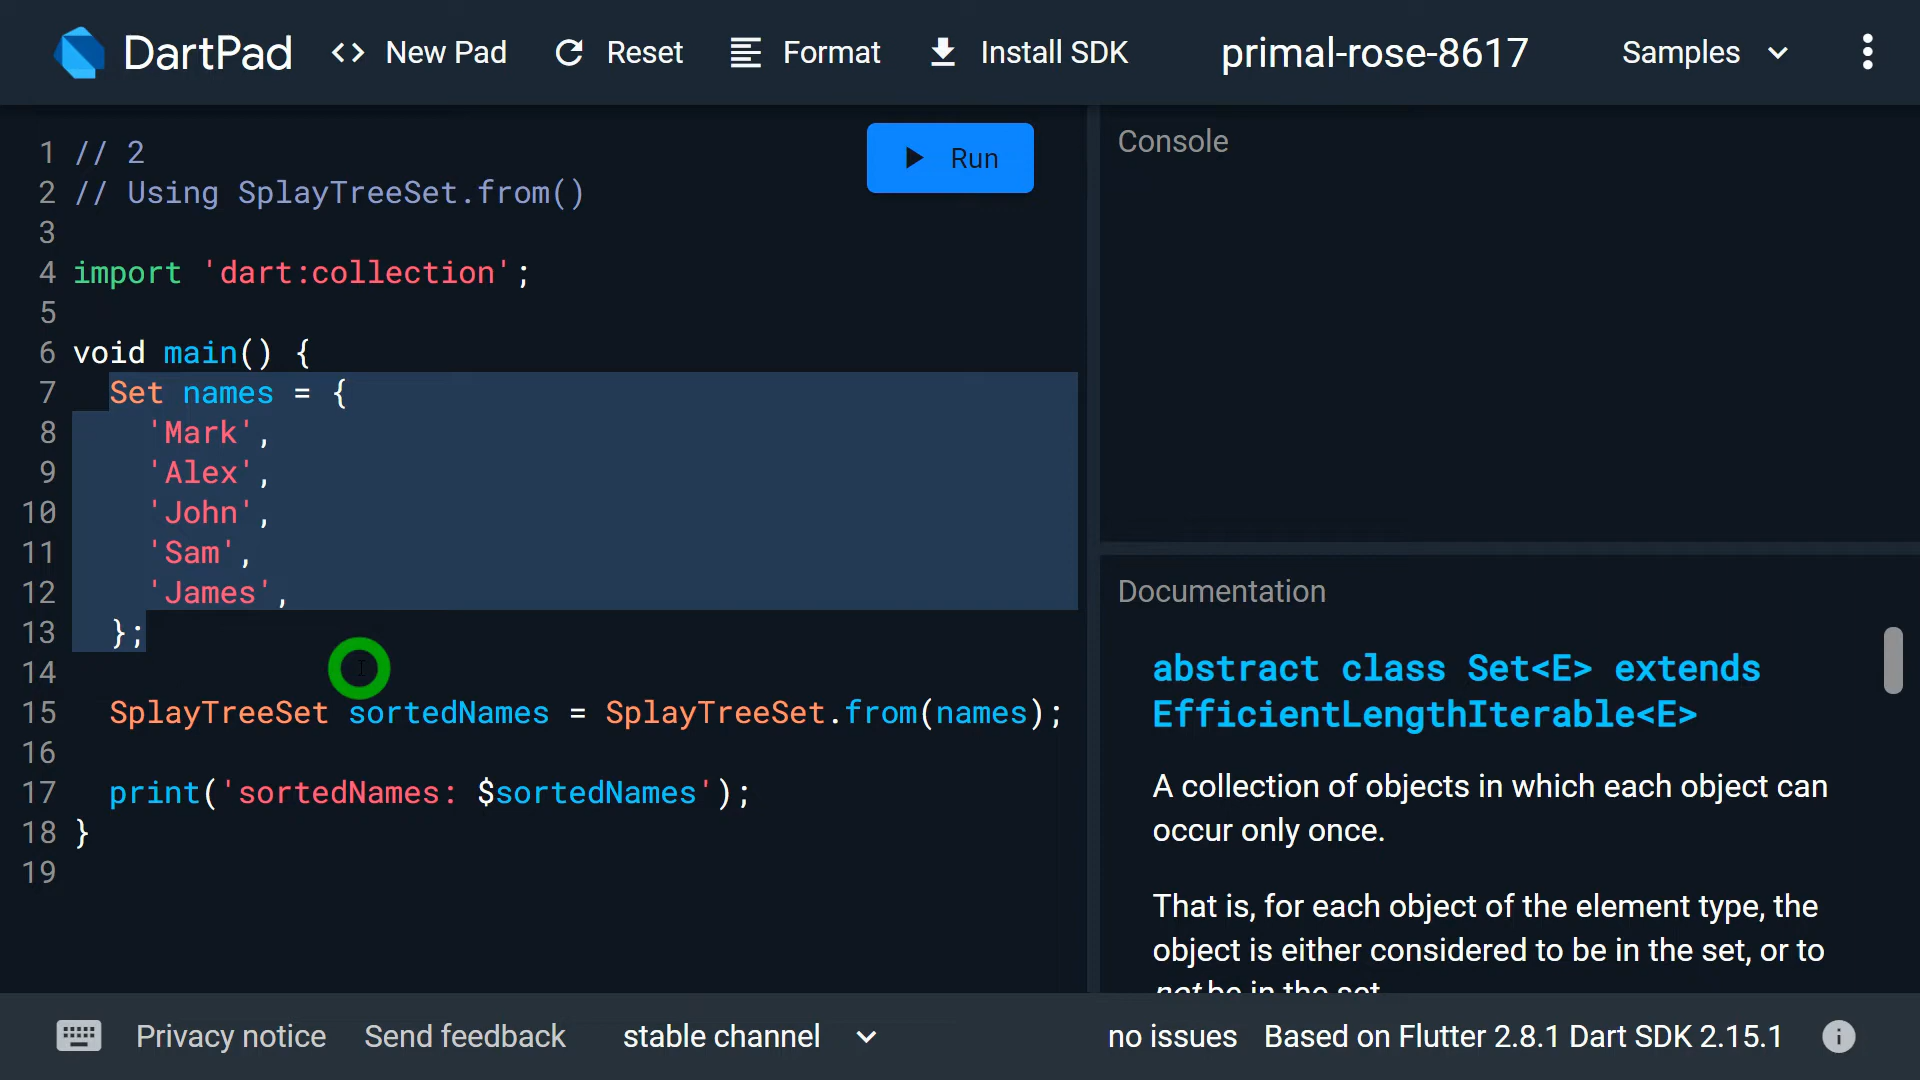 DartPad <> New Pad Reset Format Install SDK primal-rose-8617 Samples
1 // 2
2 // Using SplayTreeSet.from()
3
4 import 'dart:collection';
5
6 void main() {
7 Set names = {
8 'Mark',
9 'Alex',
10 'John',
11 'Sam',
12 'James',
13 };
14
15 SplayTreeSet sortedNames = SplayTreeSet.from(names);
16
17 print('sortedNames: $sortedNames');
18 }
19
Run
Console
Documentation
abstract class Set<E> extends
EfficientLengthIterable<E>
A collection of objects in which each object can
occur only once.
That is, for each object of the element type, the
object is either considered to be in the set, or to
not be in the set.
Privacy notice Send feedback stable channel no issues Based on Flutter 2.8.1 Dart SDK 2.15.1